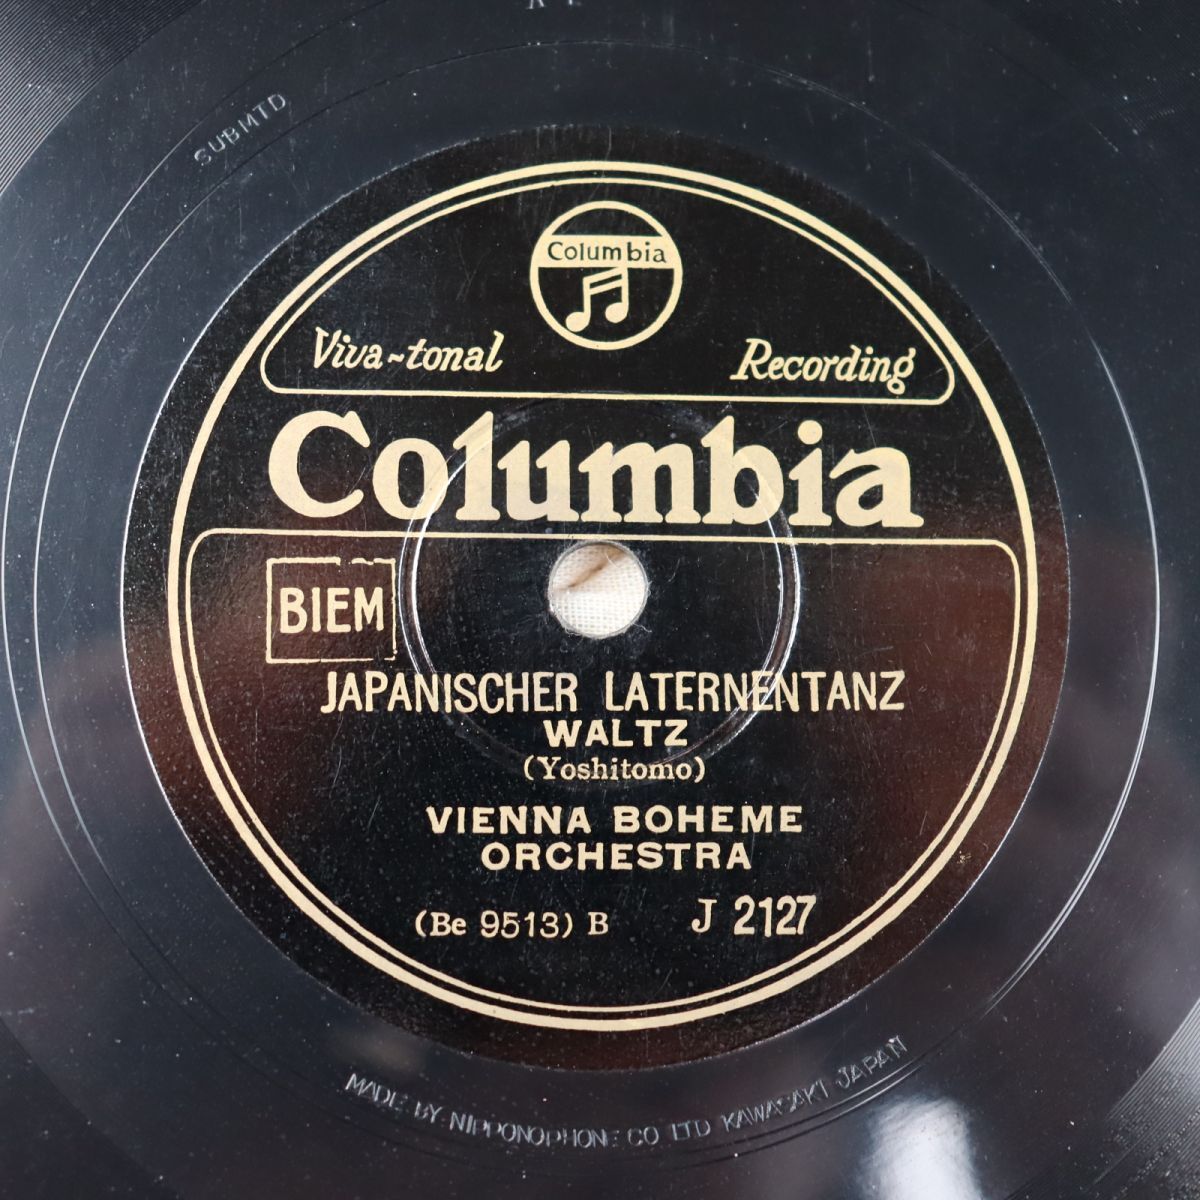 SUBMTD
Columbia
Viva-tonal Recording
Columbia
BIEM
JAPANISCHER LATERNENTANZ
WALTZ
(Yoshitomo)
VIENNA BOHEME
ORCHESTRA
(Be 9513) B J 2127
MADE BY NIPPONOPHONE CO LTD KAWASAKI JAPAN